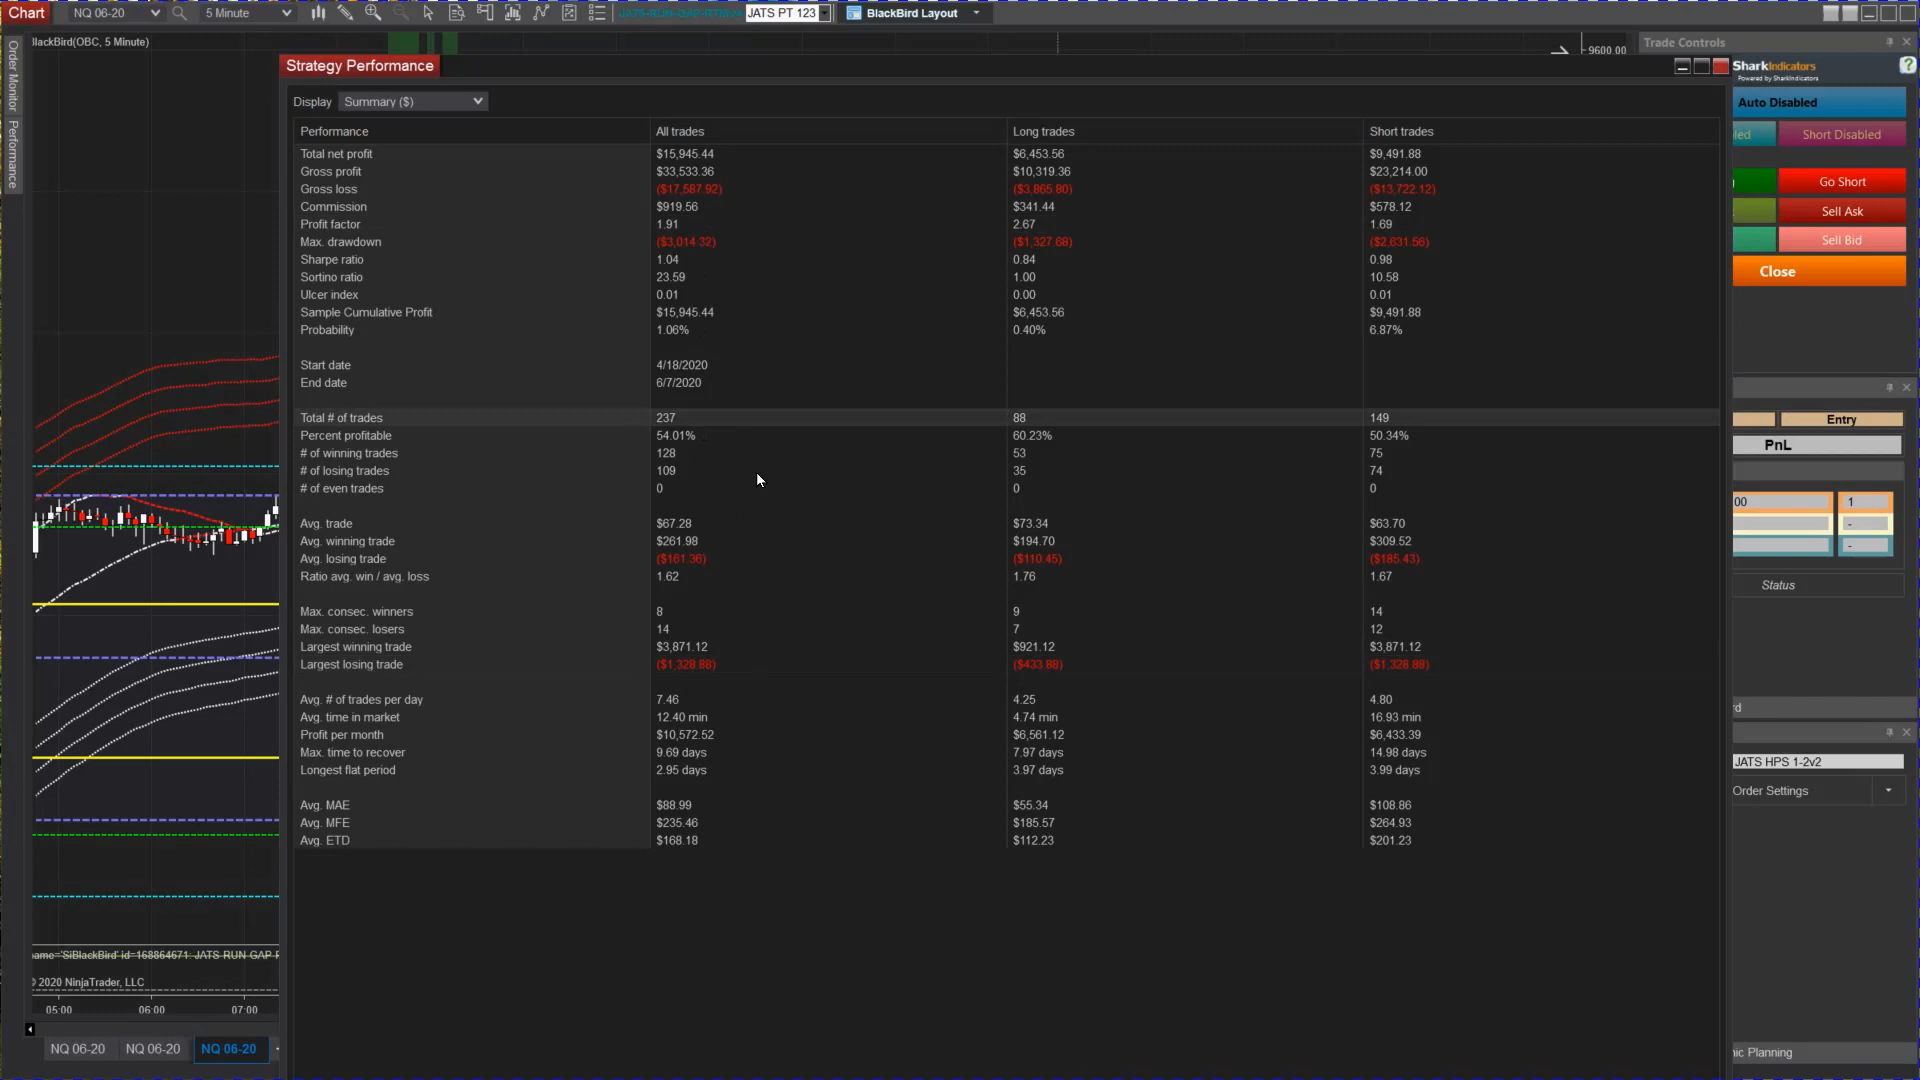 Chart NQ 06-20 5 Minute JATS PT 123 BlackBird Layout
BlackBird(OBC, 5 Minute) 9600.00 Trade Controls
Order Monitor
Performance
Strategy Performance
Display Summary ($)
Performance All trades Long trades Short trades
Total net profit $15,945.44 $6,453.56 $9,491.88
Gross profit $33,533.36 $10,319.36 $23,214.00
Gross loss ($17,587.92) ($3,865.80) ($13,722.12)
Commission $919.56 $341.44 $578.12
Profit factor 1.91 2.67 1.69
Max. drawdown ($3,014.32) ($1,327.68) ($2,631.56)
Sharpe ratio 1.04 0.84 0.98
Sortino ratio 23.59 1.00 10.58
Ulcer index 0.01 0.00 0.01
Sample Cumulative Profit $15,945.44 $6,453.56 $9,491.88
Probability 1.06% 0.40% 6.87%
Start date 4/18/2020
End date 6/7/2020
Total # of trades 237 88 149
Percent profitable 54.01% 60.23% 50.34%
# of winning trades 128 53 75
# of losing trades 109 35 74
# of even trades 0 0 0
Avg. trade $67.28 $73.34 $63.70
Avg. winning trade $261.98 $194.70 $309.52
Avg. losing trade ($161.36) ($110.45) ($185.43)
Ratio avg. win / avg. loss 1.62 1.76 1.67
Max. consec. winners 8 9 14
Max. consec. losers 14 7 12
Largest winning trade $3,871.12 $921.12 $3,871.12
Largest losing trade ($1,328.88) ($433.88) ($1,328.88)
Avg. # of trades per day 7.46 4.25 4.80
Avg. time in market 12.40 min 4.74 min 16.93 min
Profit per month $10,572.52 $6,561.12 $6,433.39
Max. time to recover 9.69 days 7.97 days 14.98 days
Longest flat period 2.95 days 3.97 days 3.99 days
Avg. MAE $88.99 $55.34 $108.86
Avg. MFE $235.46 $185.57 $264.93
Avg. ETD $168.18 $112.23 $201.23
SharkIndicators
Powered by SharkIndicators
Auto Disabled
Short Disabled
Go Short
Sell Ask
Sell Bid
Close
Entry
PnL
00 1
-
-
Status
JATS HPS 1-2v2
Order Settings
ic Planning
ame='SiBlackBird' id=168864671: JATS RUN GAP
© 2020 NinjaTrader, LLC
05:00 06:00 07:00
NQ 06-20 NQ 06-20 NQ 06-20